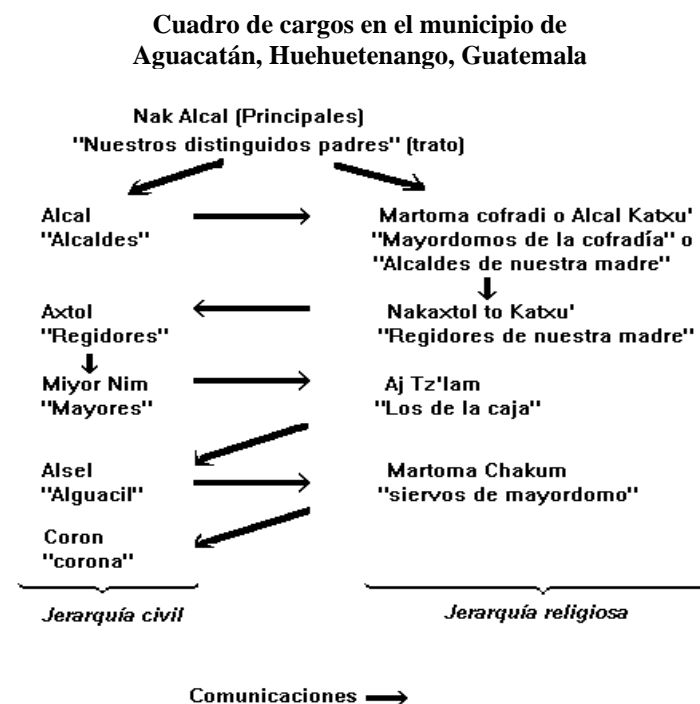 Cuadro de cargos en el municipio de
Aguacatán, Huehuetenango, Guatemala
Nak Alcal (Principales)
"Nuestros distinguidos padres" (trato)
Alcal
"Alcaldes"
Martoma cofradi o Alcal Katxu'
"Mayordomos de la cofradía" o
"Alcaldes de nuestra madre"
Axtol
"Regidores"
Nakaxtol to Katxu'
"Regidores de nuestra madre"
Miyor Nim
"Mayores"
Aj Tz'lam
"Los de la caja"
Alsel
"Alguacil"
Martoma Chakum
"siervos de mayordomo"
Coron
"corona"
Jerarquía civil
Jerarquía religiosa
Comunicaciones